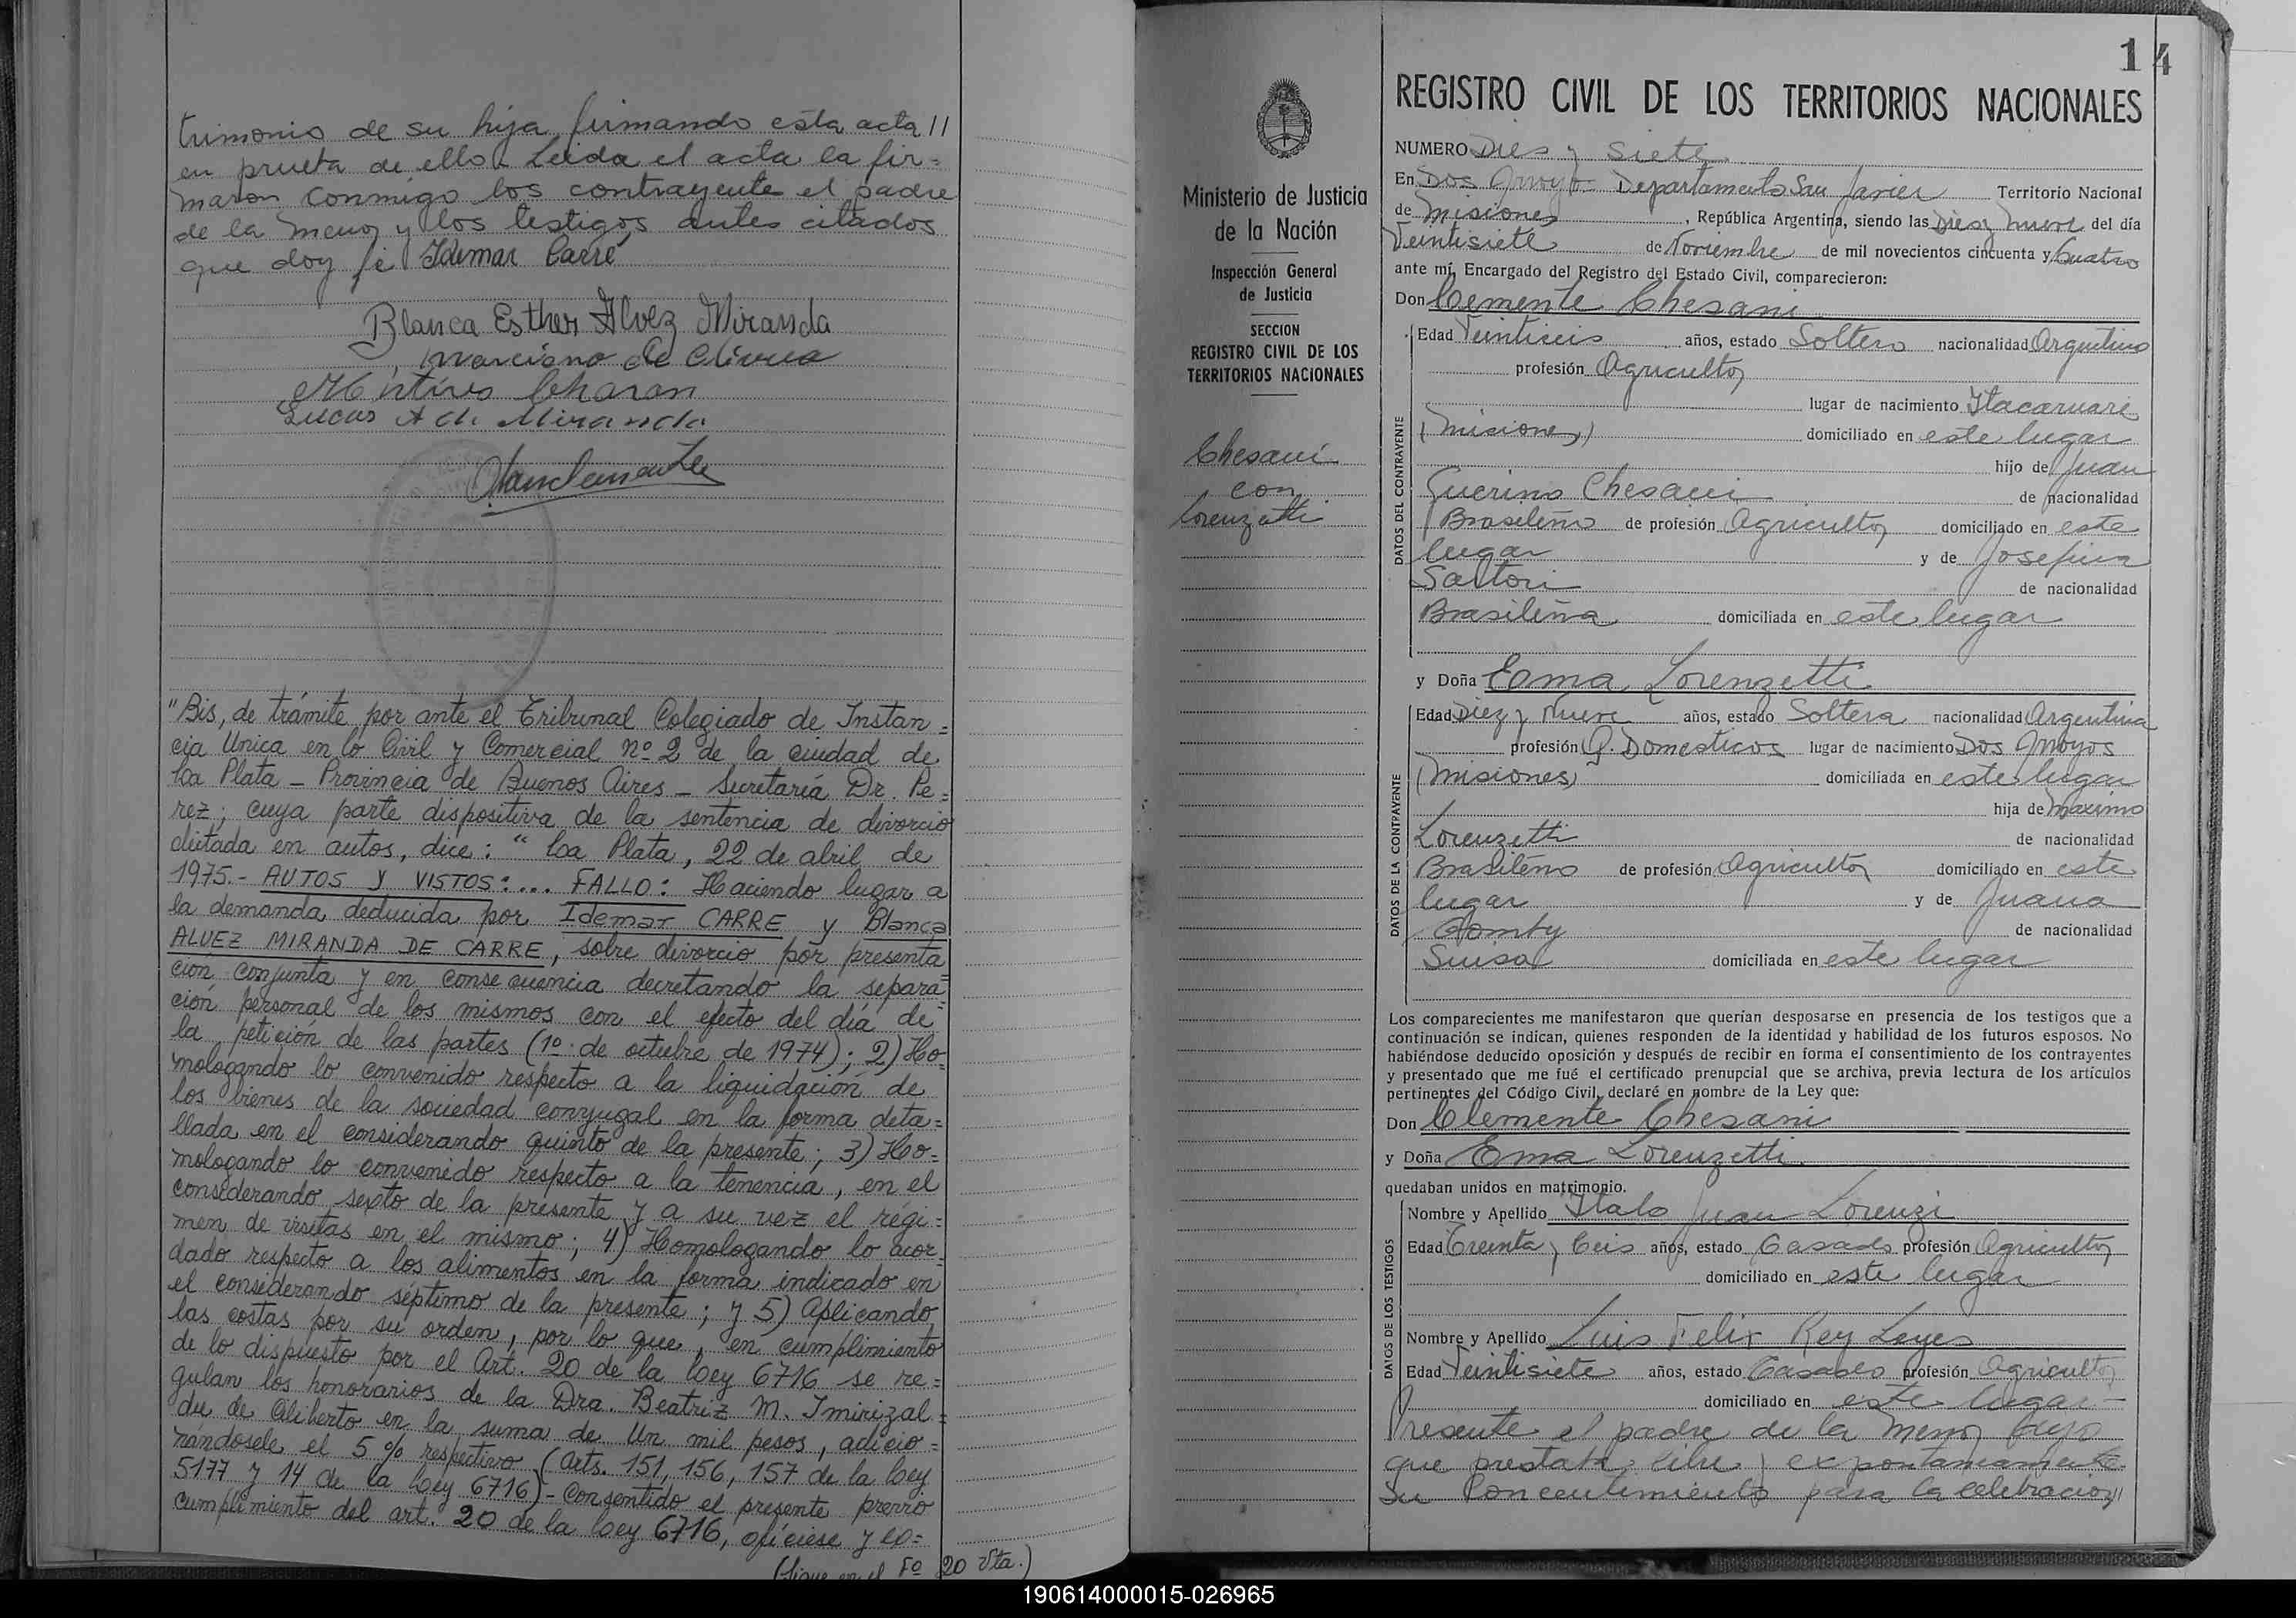 trimonio de su hija, firmando esta acta //
en prueba de ello. Leida el acta la fir=
maron conmigo los contrayente el padre
de la menor y los testigos antes citados
que doy fé Idemar Carré
Blanca Esther Alvez Miranda
Marciano de
Lucas A de Miranda
"Bis, de trámite por ante el Tribunal Colegiado de Instan=
cia Unica en lo Civil y Comercial nº 2 de la ciudad de
La Plata - Provincia de Buenos Aires - Secretaría Dr. Pe=
rez; cuya parte dispositiva de la sentencia de divorcio
dictada en autos, dice: "La Plata, 22 de abril de
1975.- AUTOS Y VISTOS:... FALLO: Haciendo lugar a
la demanda deducida por Idemar CARRE y Blanca
ALVEZ MIRANDA DE CARRE, sobre divorcio por presenta=
ción conjunta y en consecuencia decretando la separa=
ción personal de los mismos con el efecto del día de
la petición de las partes (1º de octubre de 1974); 2) Ho=
mologando lo convenido respecto a la liquidación de
los bienes de la sociedad conyugal en la forma deta=
llada en el considerando quinto de la presente; 3) Ho=
mologando lo convenido respecto a la tenencia, en el
considerando sexto de la presente y a su vez el régi=
men de visitas en el mismo; 4) Homologando lo acor=
dado respecto a los alimentos en la forma indicado en
el considerando séptimo de la presente; y 5) Aplicando
las costas por su orden, por lo que, en cumplimiento
de lo dispuesto por el Art. 20 de la Ley 6716 se re=
gulan los honorarios de la Dra. Beatriz M. Imirizal=
du de Aliberto en la suma de Un mil pesos, adicio=
nándosele el 5% respectivo (Arts. 151, 156, 157 de la Ley
5177 y 14 de la Ley 6716) - Consentido el presente previo
cumplimiento del art. 20 de la Ley 6716, ofíciese y ex=
(Sigue en el Fº 20 Vta.)
14
Ministerio de Justicia
de la Nación
Inspección General
de Justicia
SECCION
REGISTRO CIVIL DE LOS
TERRITORIOS NACIONALES
Chesani
con
Lorenzetti
REGISTRO CIVIL DE LOS TERRITORIOS NACIONALES
NUMERO Dies y Siete
En Dos Arroyos Departamento San Javier Territorio Nacional
de Misiones, República Argentina, siendo las Diez y nueve del día
Veintisiete de Noviembre de mil novecientos cincuenta y Cuatro
ante mí, Encargado del Registro del Estado Civil, comparecieron:
Don Clemente Chesani
DATOS DEL CONTRAYENTE
Edad Veintiseis años, estado Soltero nacionalidad Argentino
profesión Agricultor
lugar de nacimiento Itacaruaré
(Misiones) domiciliado en este lugar
hijo de Juan
Guerino Chesani de nacionalidad
Brasileño de profesión Agricultor domiciliado en este
lugar y de Josefina
Sartori de nacionalidad
Brasileña domiciliada en este lugar
y Doña Ema Lorenzetti
DATOS DE LA CONTRAYENTE
Edad Diez y Nueve años, estado Soltera nacionalidad Argentina
profesión Q. Domesticos lugar de nacimiento Dos Arroyos
(Misiones) domiciliada en este lugar
hija de Maximo
Lorenzetti de nacionalidad
Brasileño de profesión Agricultor domiciliado en este
lugar y de Juana
de nacionalidad
Suisa domiciliada en este lugar
Los comparecientes me manifestaron que querían desposarse en presencia de los testigos que a
continuación se indican, quienes responden de la identidad y habilidad de los futuros esposos. No
habiéndose deducido oposición y después de recibir en forma el consentimiento de los contrayentes
y presentado que me fué el certificado prenupcial que se archiva, previa lectura de los artículos
pertinentes del Código Civil, declaré en nombre de la Ley que:
Don Clemente Chesani
y Doña Ema Lorenzetti
quedaban unidos en matrimonio.
DATOS DE LOS TESTIGOS
Nombre y Apellido Italo Juan Lorenzi
Edad Treinta y Ceis años, estado Casado profesión Agricultor
domiciliado en este lugar
Nombre y Apellido Luis Felix Rey Leyes
Edad Veintisiete años, estado Casado profesión Agricultor
domiciliado en este lugar -
Presente el padre de la menor
que prestaba libre y expontaneamente
su Concentimiento para la celebracion //
190614000015-026965